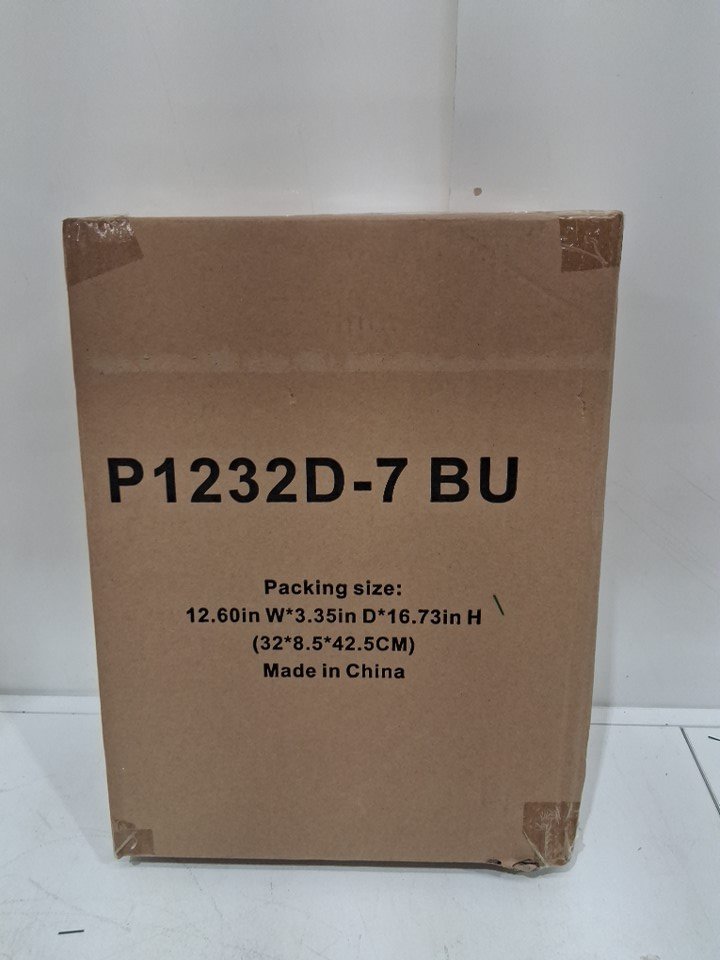 P1232D-7 BU
Packing size:
12.60in W*3.35in D*16.73in H
(32*8.5*42.5CM)
Made in China